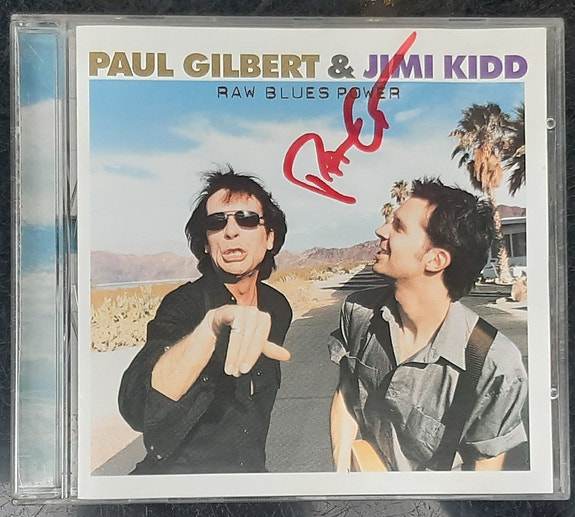 PAUL GILBERT & JIMI KIDD
RAW BLUES POWER